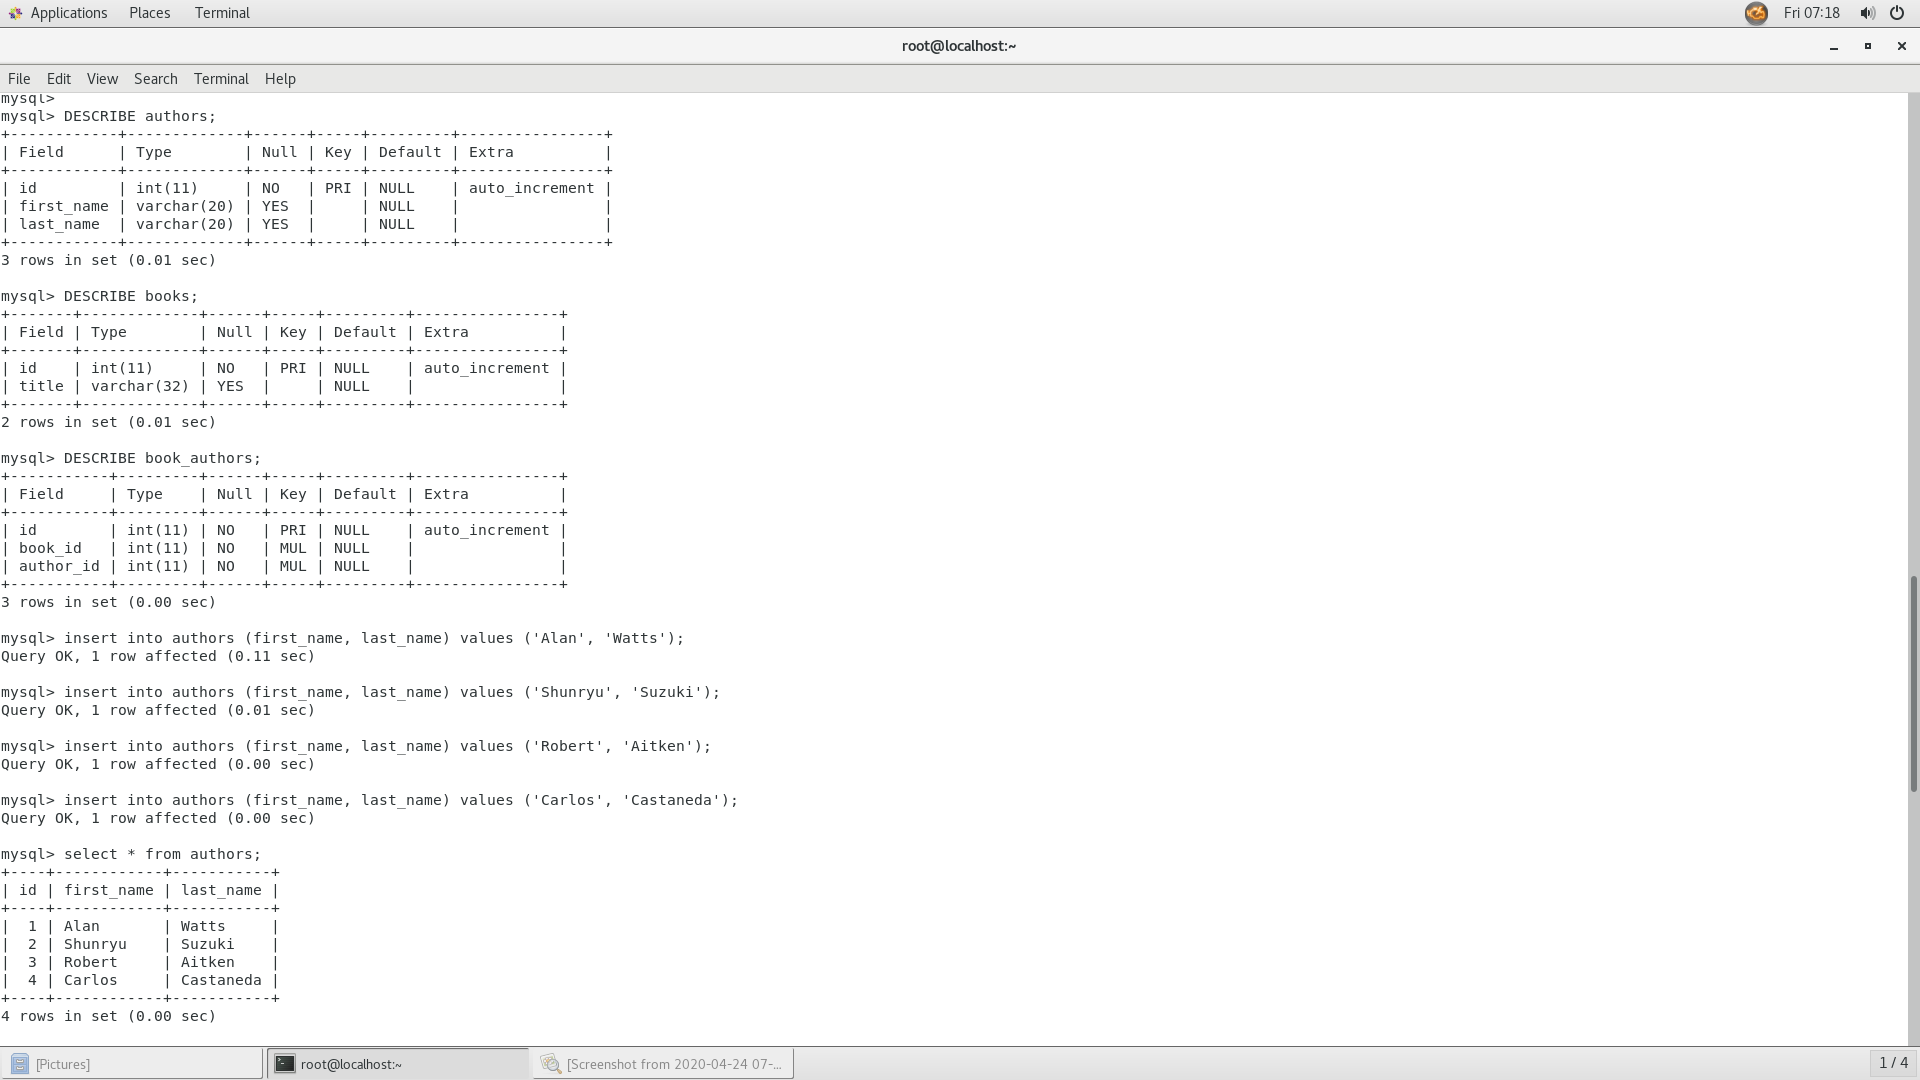 Applications Places Terminal Fri 07:18
root@localhost:~
File Edit View Search Terminal Help
mysql>
mysql> DESCRIBE authors;
+------------+-------------+------+-----+---------+----------------+
| Field      | Type        | Null | Key | Default | Extra          |
+------------+-------------+------+-----+---------+----------------+
| id         | int(11)     | NO   | PRI | NULL    | auto_increment |
| first_name | varchar(20) | YES  |     | NULL    |                |
| last_name  | varchar(20) | YES  |     | NULL    |                |
+------------+-------------+------+-----+---------+----------------+
3 rows in set (0.01 sec)

mysql> DESCRIBE books;
+-------+-------------+------+-----+---------+----------------+
| Field | Type        | Null | Key | Default | Extra          |
+-------+-------------+------+-----+---------+----------------+
| id    | int(11)     | NO   | PRI | NULL    | auto_increment |
| title | varchar(32) | YES  |     | NULL    |                |
+-------+-------------+------+-----+---------+----------------+
2 rows in set (0.01 sec)

mysql> DESCRIBE book_authors;
+-----------+---------+------+-----+---------+----------------+
| Field     | Type    | Null | Key | Default | Extra          |
+-----------+---------+------+-----+---------+----------------+
| id        | int(11) | NO   | PRI | NULL    | auto_increment |
| book_id   | int(11) | NO   | MUL | NULL    |                |
| author_id | int(11) | NO   | MUL | NULL    |                |
+-----------+---------+------+-----+---------+----------------+
3 rows in set (0.00 sec)

mysql> insert into authors (first_name, last_name) values ('Alan', 'Watts');
Query OK, 1 row affected (0.11 sec)

mysql> insert into authors (first_name, last_name) values ('Shunryu', 'Suzuki');
Query OK, 1 row affected (0.01 sec)

mysql> insert into authors (first_name, last_name) values ('Robert', 'Aitken');
Query OK, 1 row affected (0.00 sec)

mysql> insert into authors (first_name, last_name) values ('Carlos', 'Castaneda');
Query OK, 1 row affected (0.00 sec)

mysql> select * from authors;
+----+------------+-----------+
| id | first_name | last_name |
+----+------------+-----------+
|  1 | Alan       | Watts     |
|  2 | Shunryu    | Suzuki    |
|  3 | Robert     | Aitken    |
|  4 | Carlos     | Castaneda |
+----+------------+-----------+
4 rows in set (0.00 sec)
[Pictures] root@localhost:~ [Screenshot from 2020-04-24 07-... 1 / 4